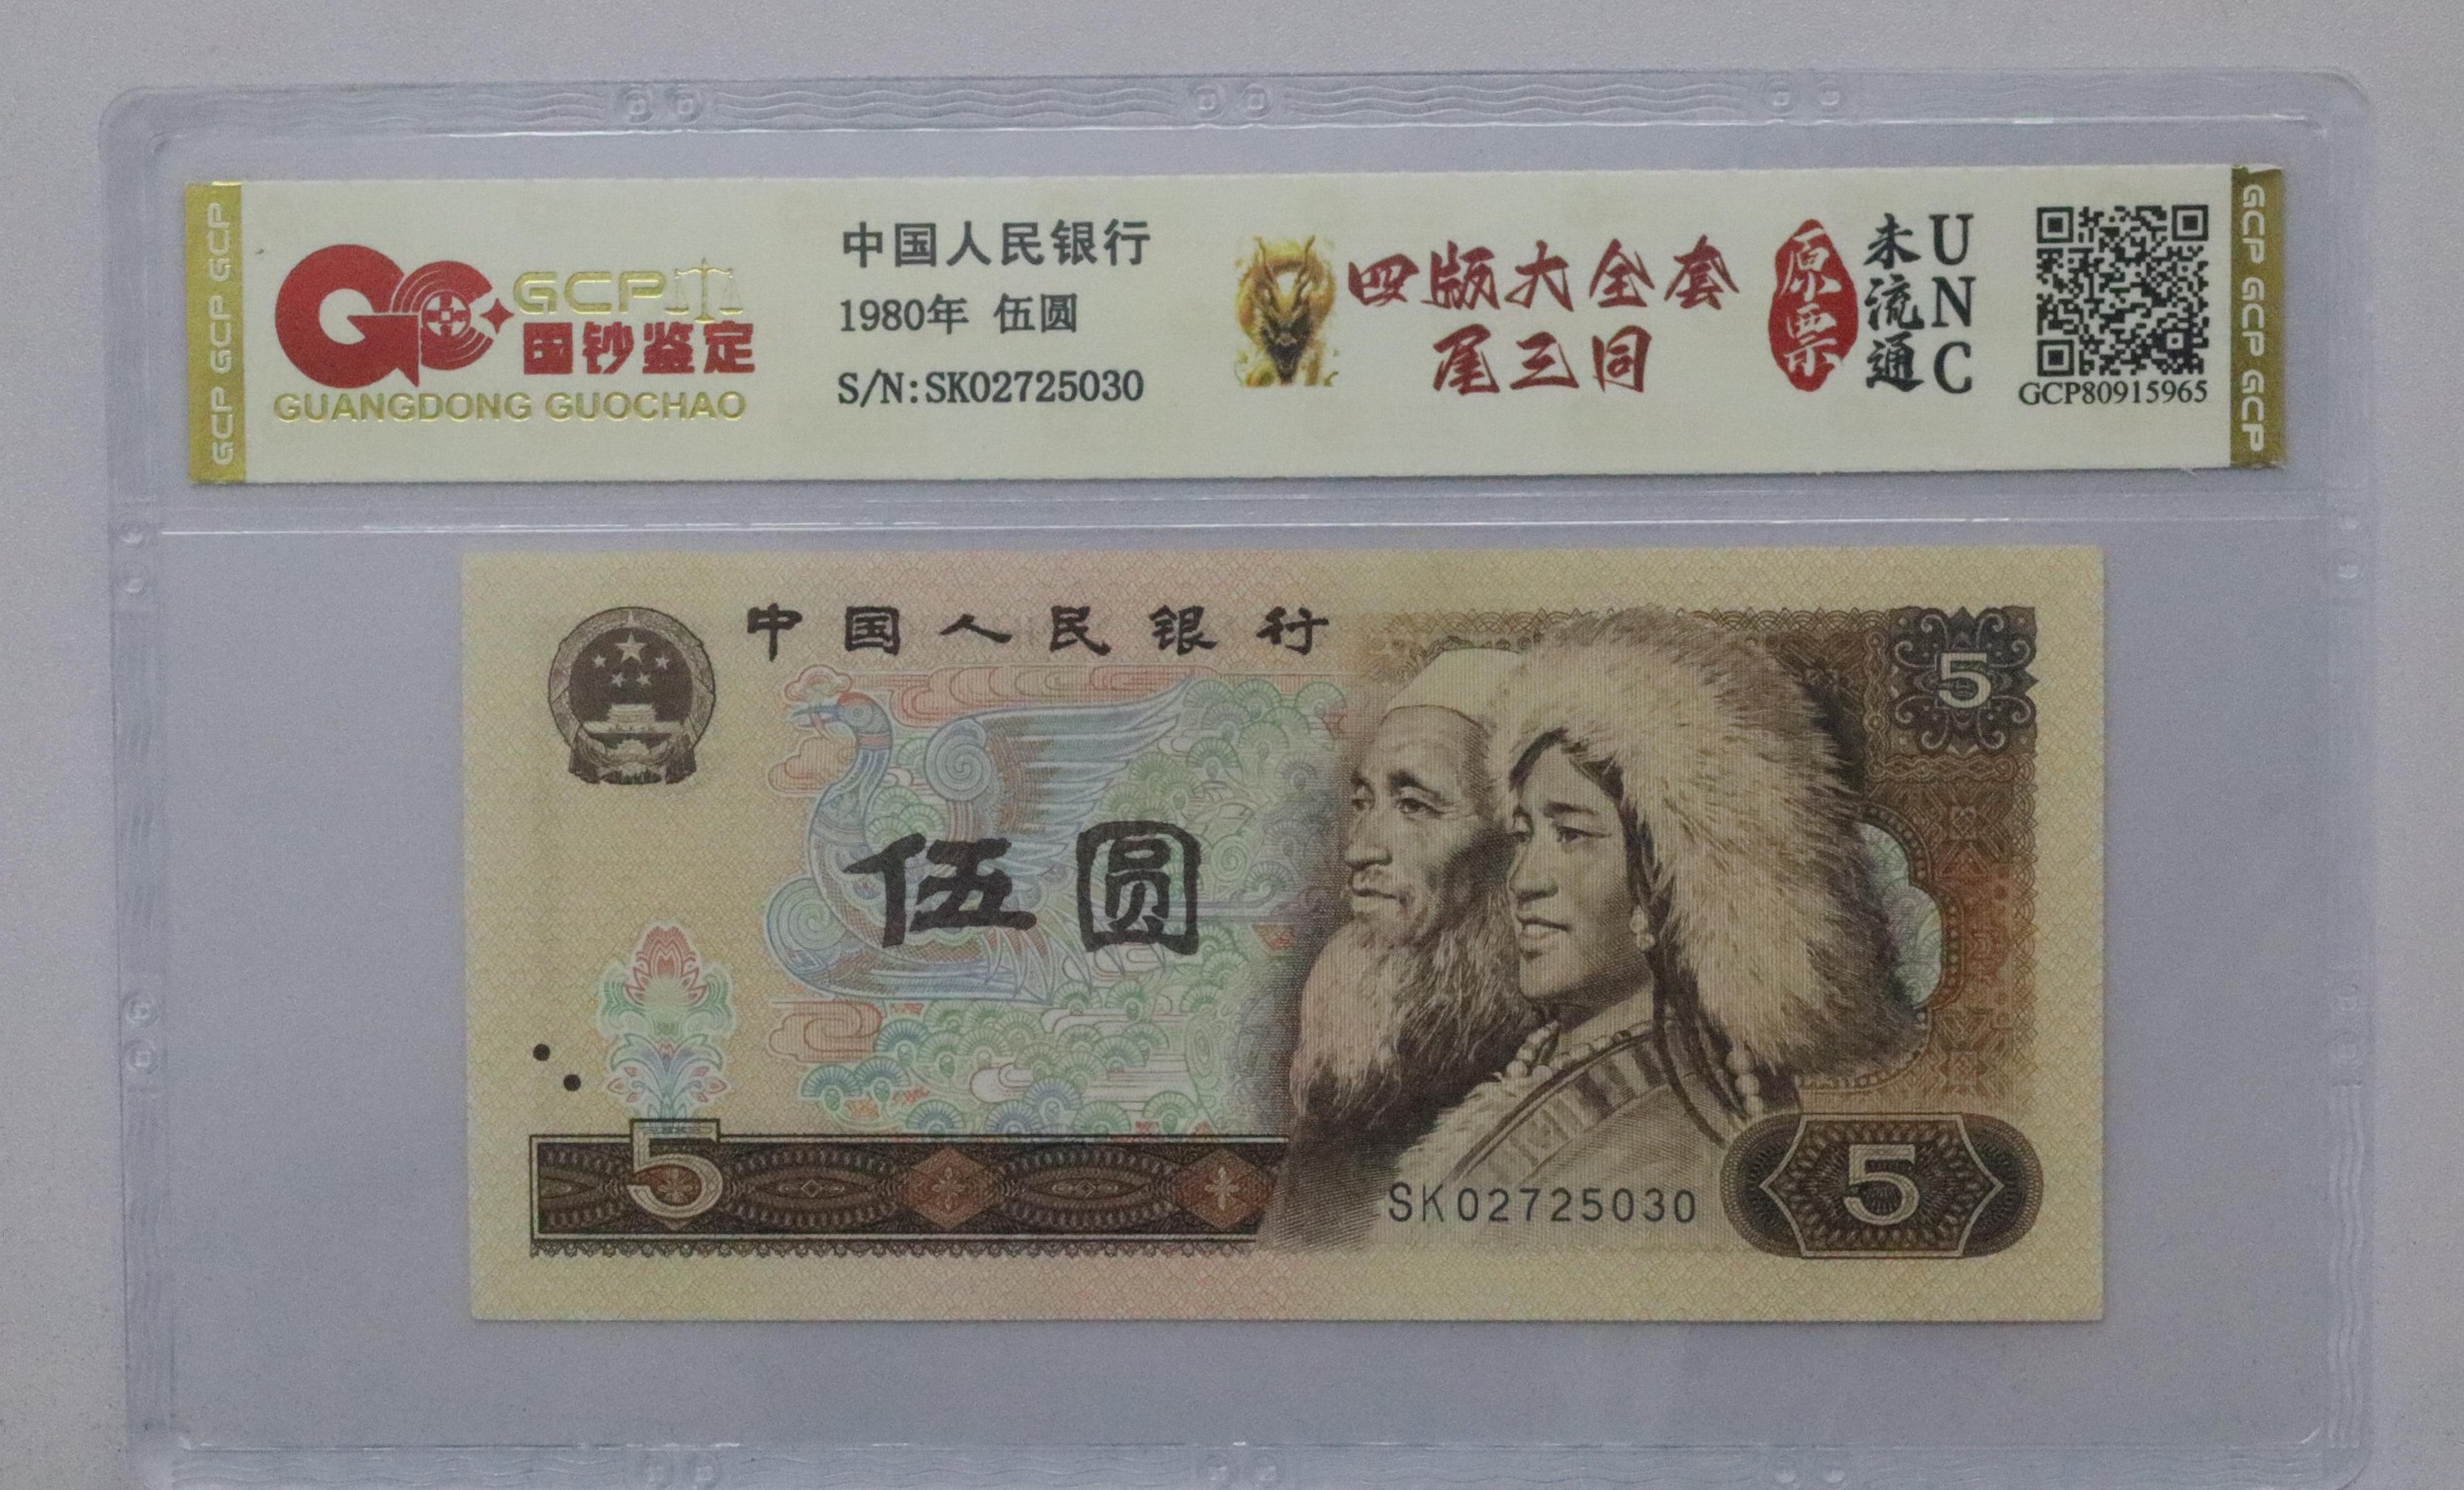 GCP GCP GCP
GCP
国钞鉴定
GUANGDONG GUOCHAO
中国人民银行
1980年 伍圆
S/N:SK02725030
四版大全套
尾三同
原票
未流通
UNC
GCP80915965
GCP GCP GCP
中国人民银行
5
伍圆
5
SK02725030
5